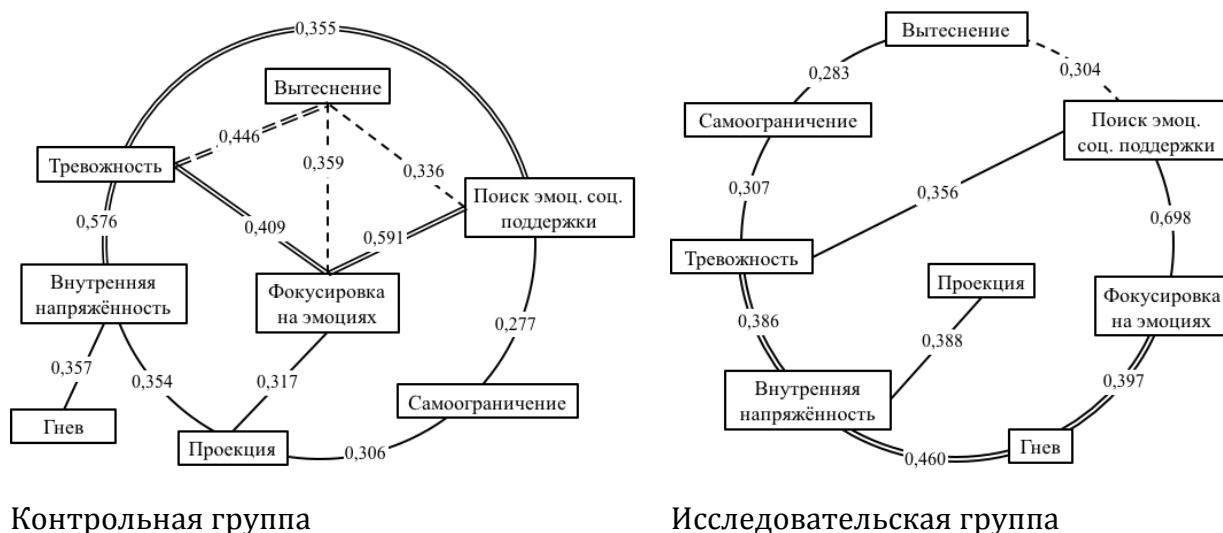 0,355
Вытеснение
0,446
0,359
0,336
Тревожность
Поиск эмоц. соц.
поддержки
0,576
0,409
0,591
Внутренняя
напряжённость
Фокусировка
на эмоциях
0,277
0,357
0,354
0,317
Самоограничение
Гнев
Проекция
0,306
Контрольная группа
Вытеснение
0,283
0,304
Самоограничение
Поиск эмоц.
соц. поддержки
0,307
0,356
0,698
Тревожность
Проекция
Фокусировка
на эмоциях
0,386
0,388
0,397
Внутренняя
напряжённость
Гнев
0,460
Исследовательская группа